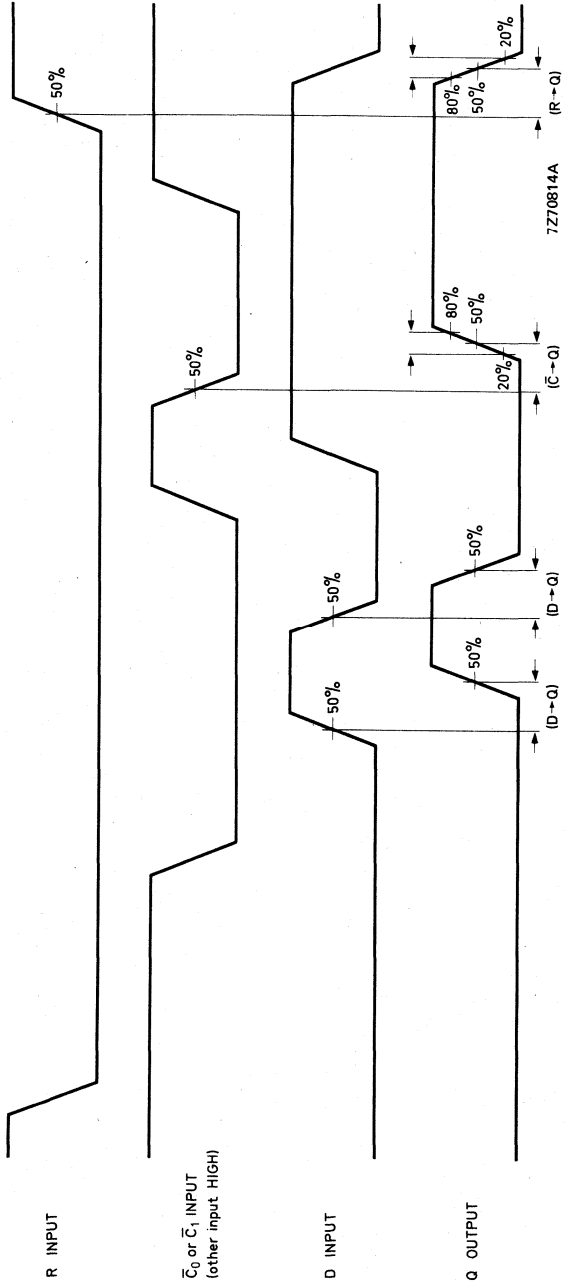 R INPUT
50%
C̅₀ or C̅₁ INPUT
(other input HIGH)
50%
D INPUT
50%
50%
Q OUTPUT
50%
50%
20%
50%
80%
80%
50%
20%
(D→Q)
(D→Q)
(C̅→Q)
(R→Q)
7Z70814A